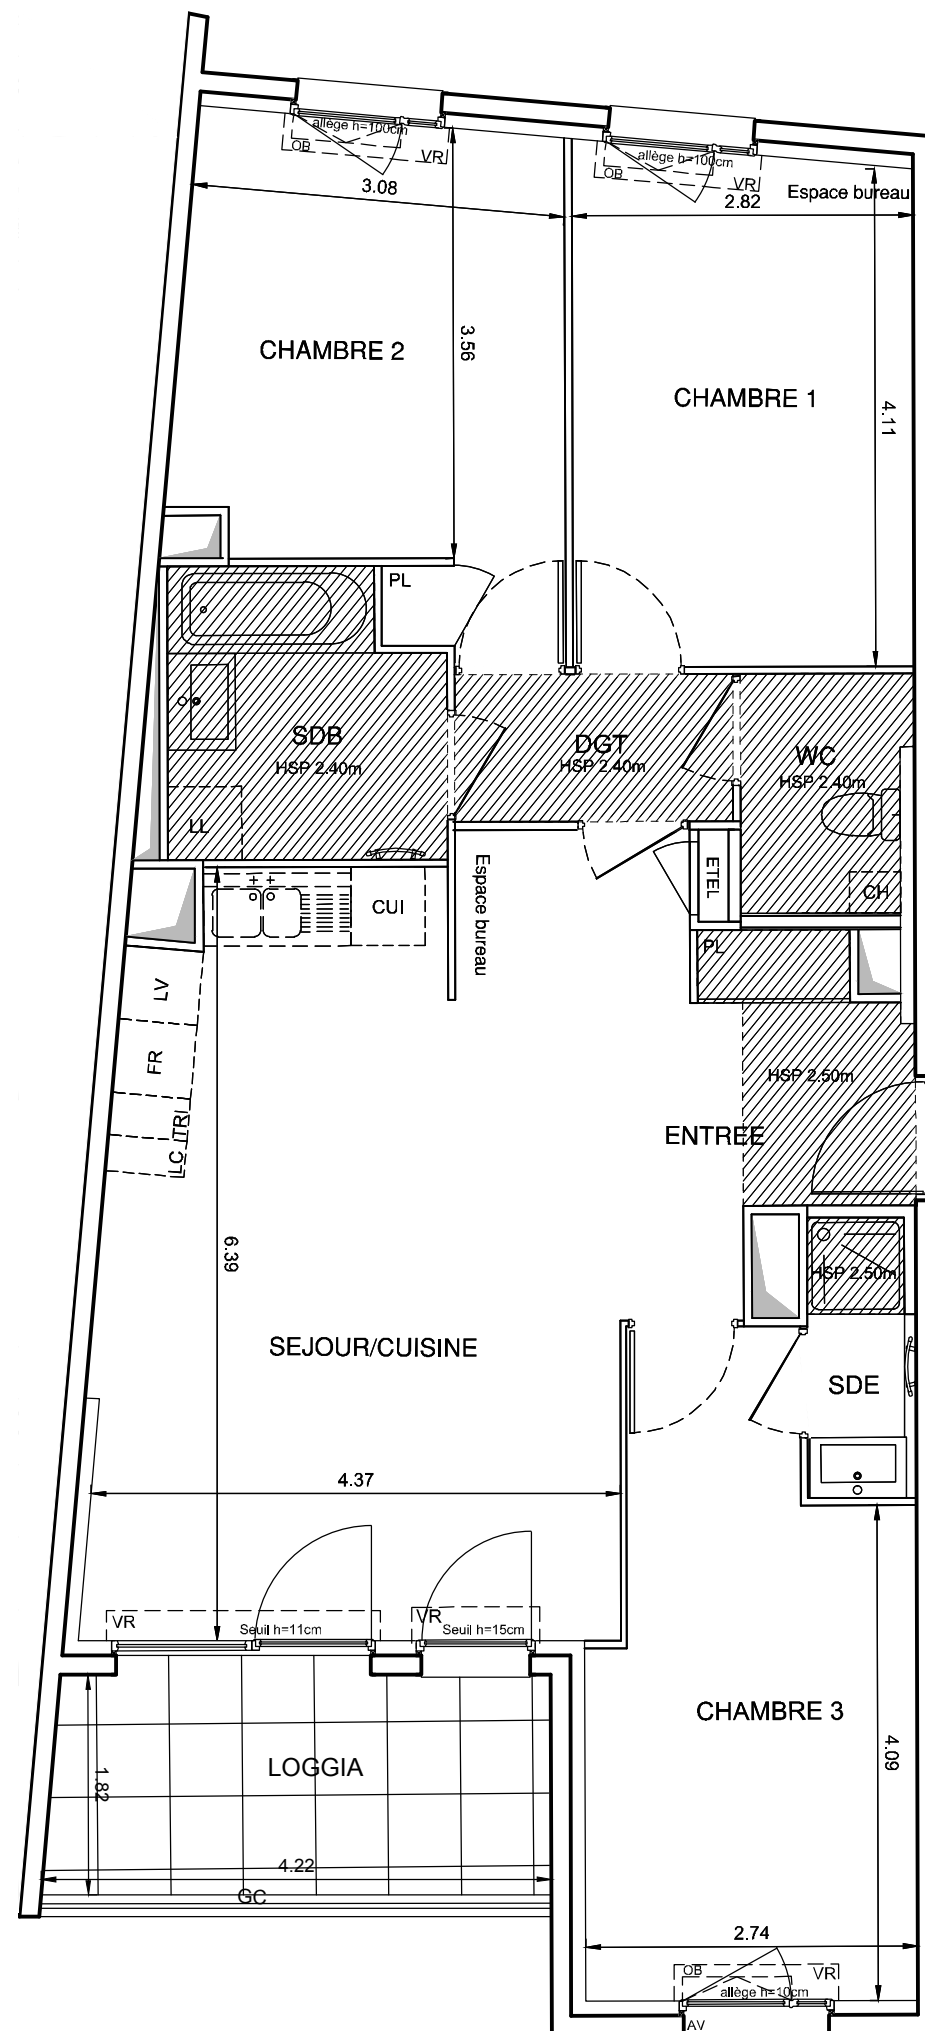 allège h=100cm
OB
VR
3.08
allège h=100cm
OB
VR
2.82
Espace bureau
CHAMBRE 2
3.56
CHAMBRE 1
4.11
PL
SDB
HSP 2.40m
DGT
HSP 2.40m
WC
HSP 2.40m
LL
Espace bureau
ETEL
CH
CUI
PL
LV
FR
TRI
LC
HSP 2.50m
ENTREE
6.39
HSP 2.50m
SEJOUR/CUISINE
SDE
4.37
VR
Seuil h=11cm
VR
Seuil h=15cm
CHAMBRE 3
4.09
LOGGIA
1.82
4.22
GC
2.74
OB
VR
allège h=10cm
AV